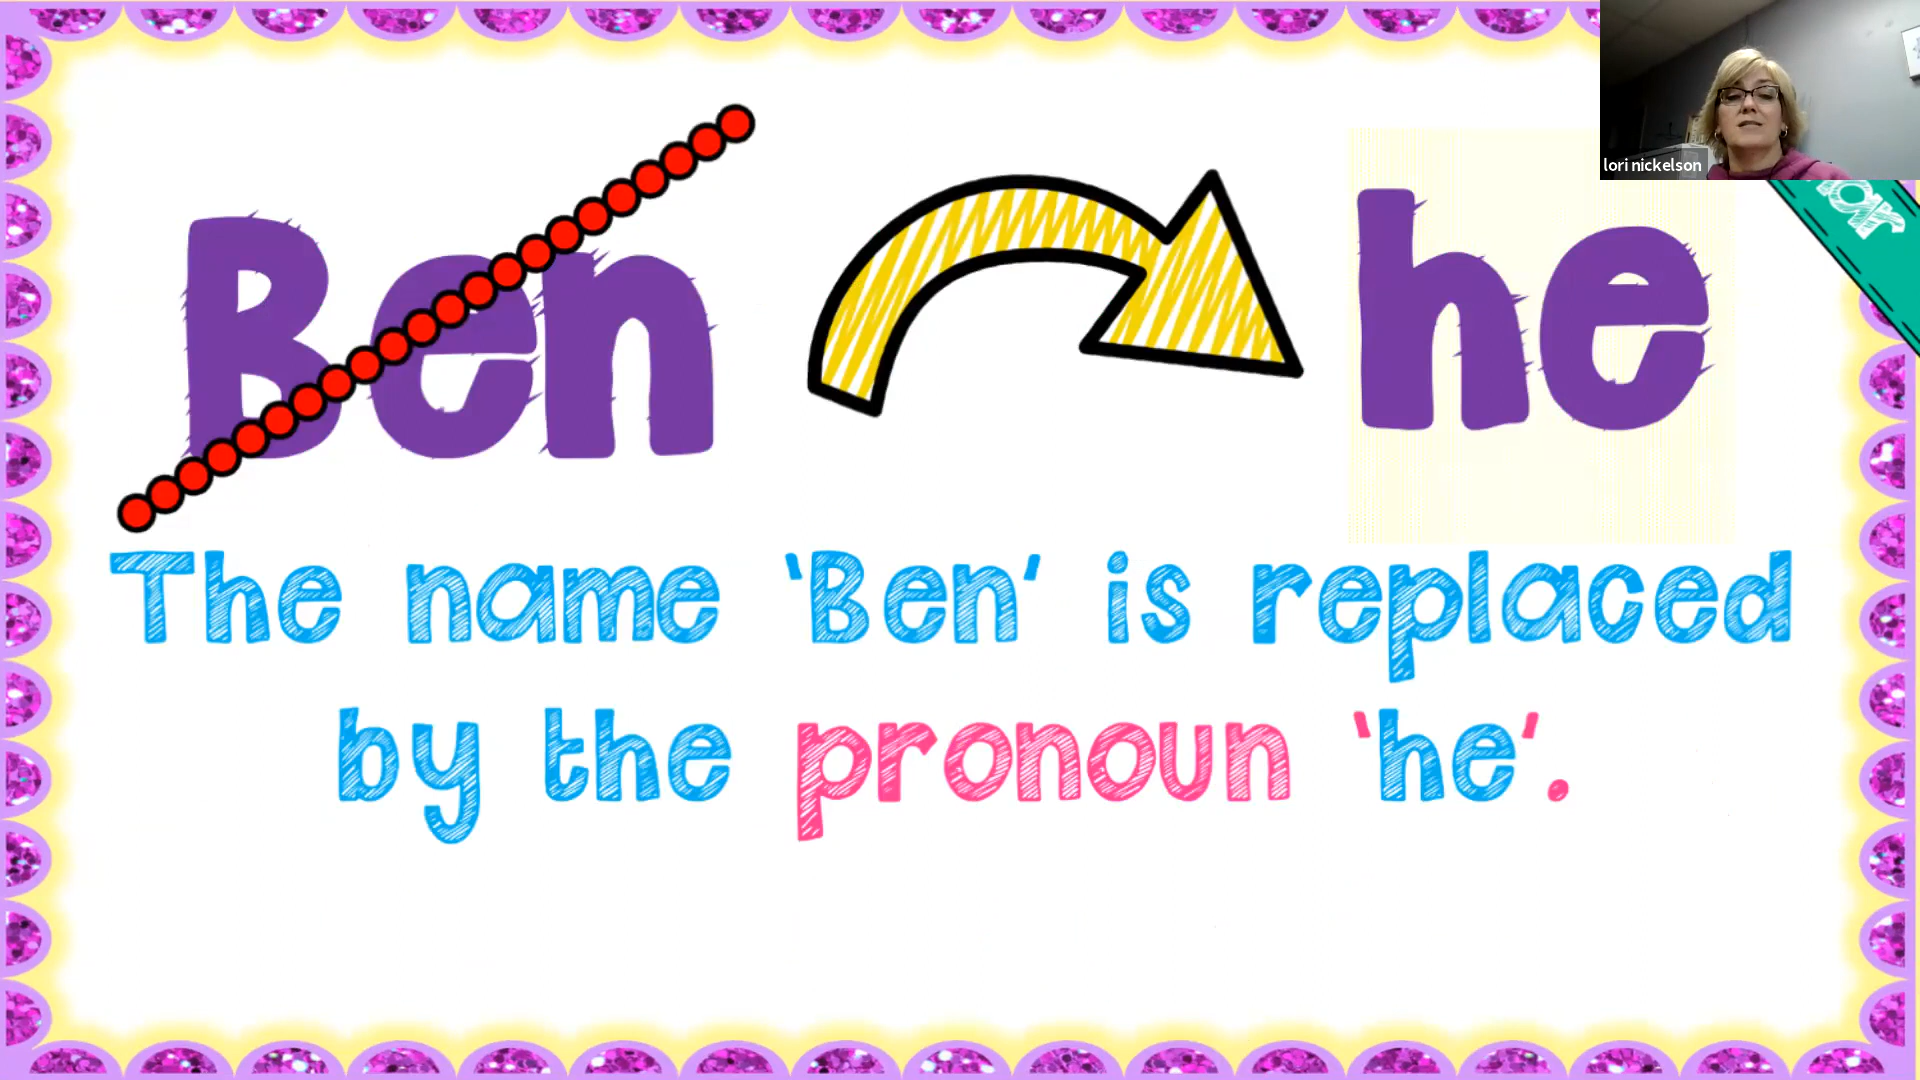 lori nickelson
Ben he
The name 'Ben' is replaced
by the pronoun 'he'.